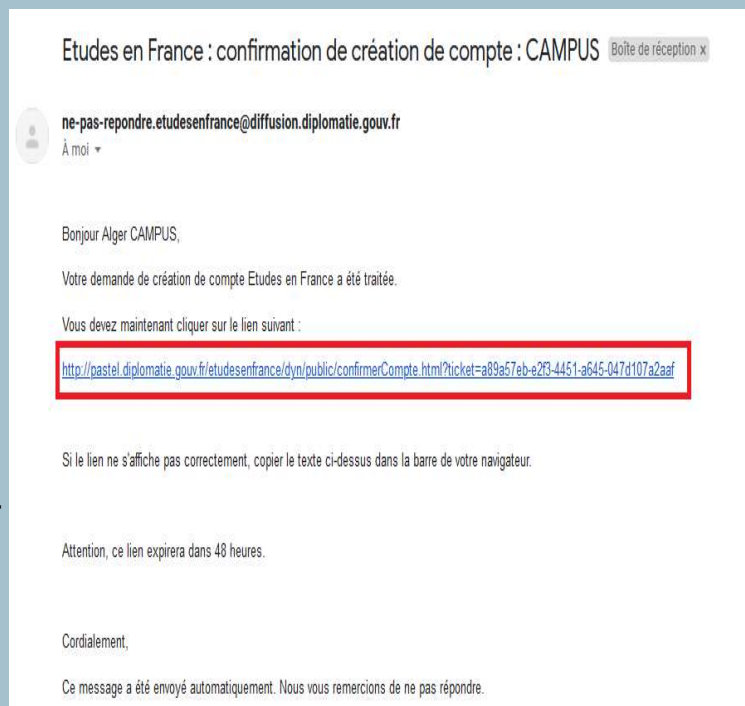 Etudes en France : confirmation de création de compte : CAMPUS Boîte de réception x
ne-pas-repondre.etudesenfrance@diffusion.diplomatie.gouv.fr
À moi
Bonjour Alger CAMPUS,
Votre demande de création de compte Etudes en France a été traitée.
Vous devez maintenant cliquer sur le lien suivant :
http://pastel.diplomatie.gouv.fr/etudesenfrance/dyn/public/confirmerCompte.html?ticket=a89a57eb-e2f3-4451-a645-047d107a2aaf
Si le lien ne s'affiche pas correctement, copier le texte ci-dessus dans la barre de votre navigateur.
Attention, ce lien expirera dans 48 heures.
Cordialement,
Ce message a été envoyé automatiquement. Nous vous remercions de ne pas répondre.